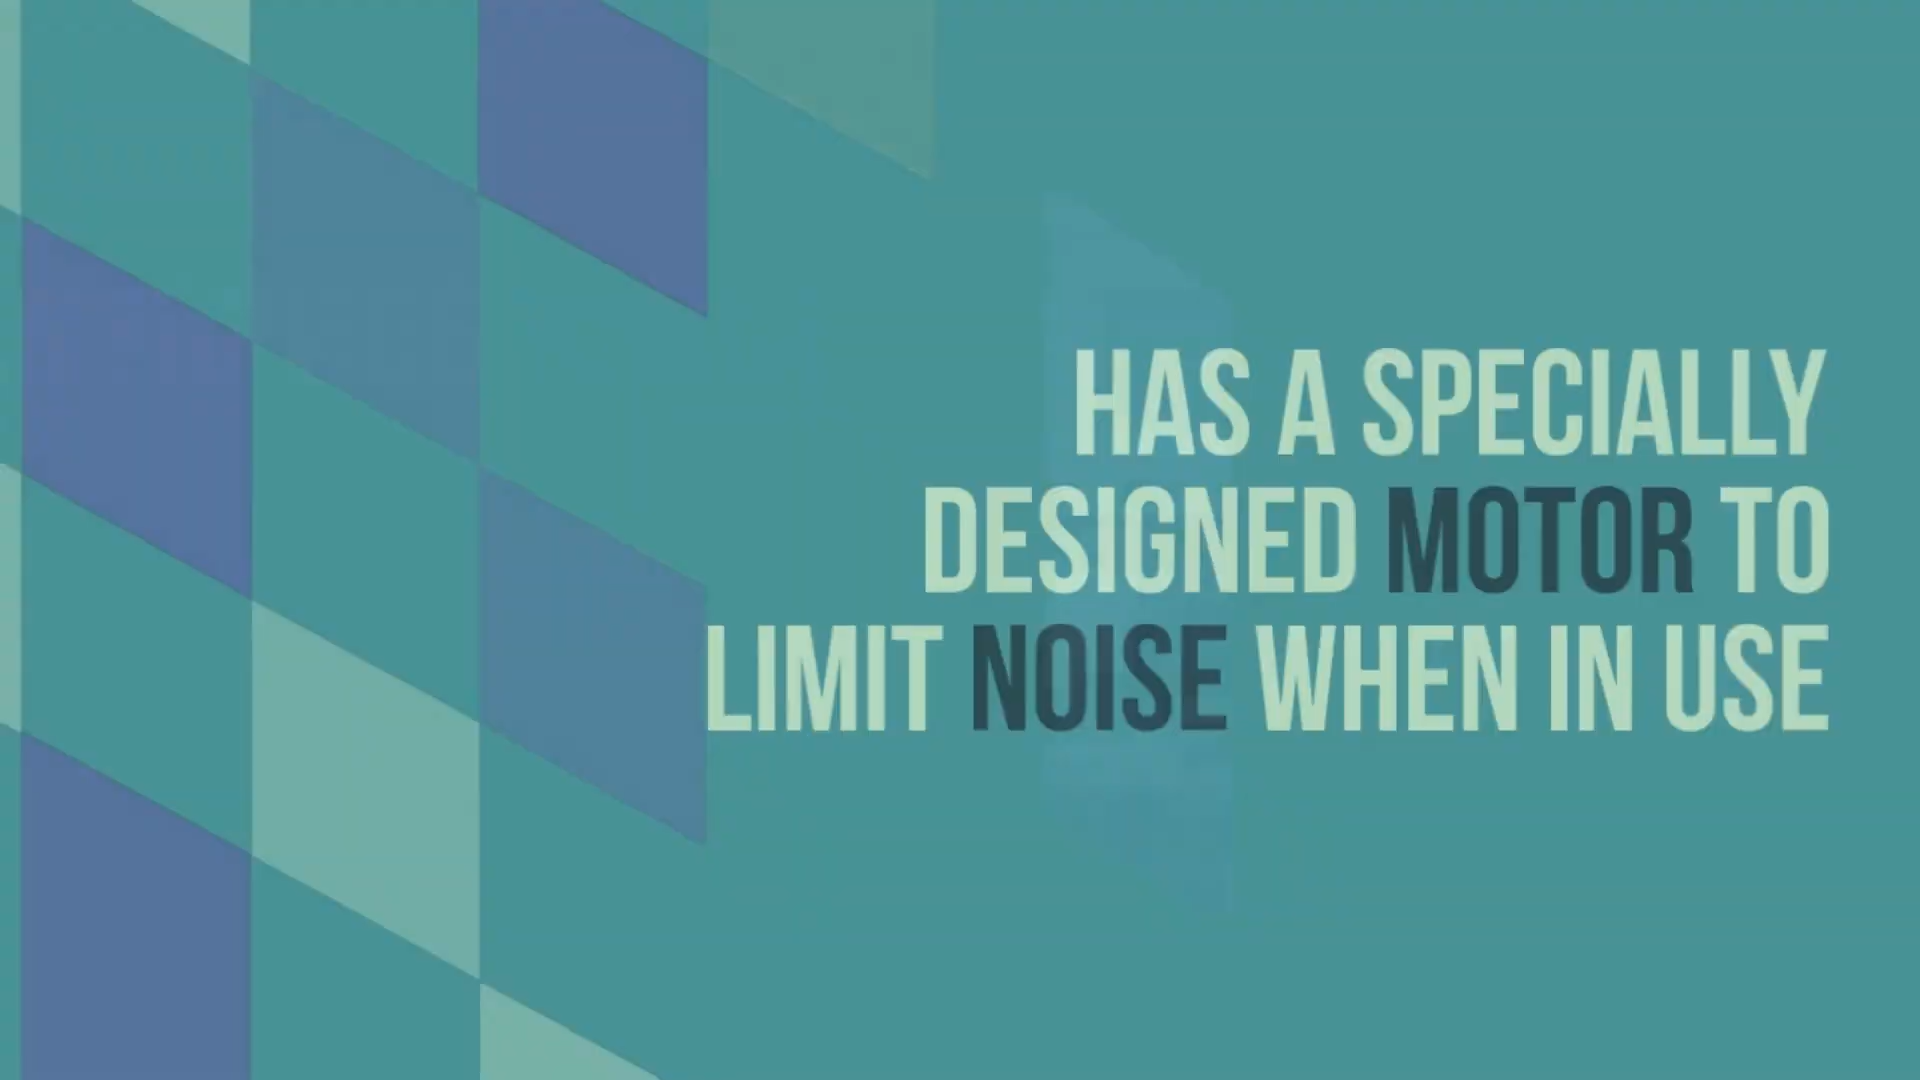 HAS A SPECIALLY
DESIGNED MOTOR TO
LIMIT NOISE WHEN IN USE